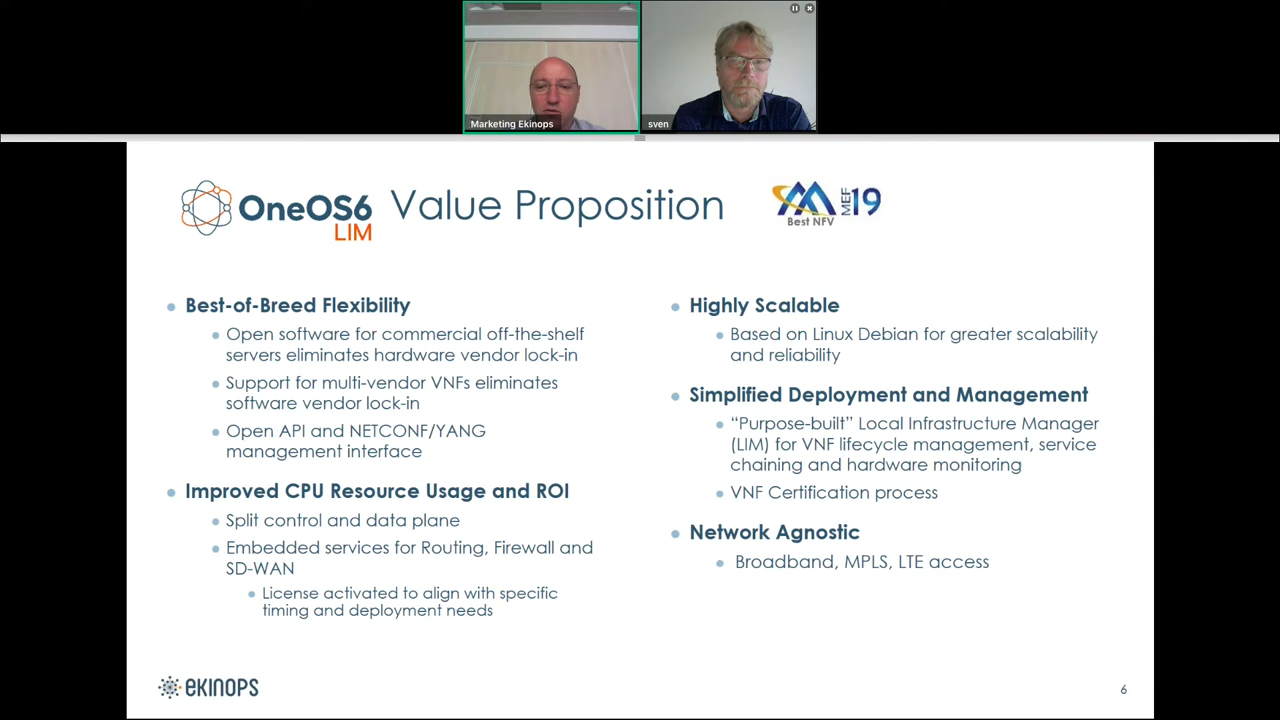 Marketing Ekinops
sven
OneOS6
LIM
Value Proposition
Best NFV
MEF
19
Best-of-Breed Flexibility
Open software for commercial off-the-shelf
servers eliminates hardware vendor lock-in
Support for multi-vendor VNFs eliminates
software vendor lock-in
Open API and NETCONF/YANG
management interface
Improved CPU Resource Usage and ROI
Split control and data plane
Embedded services for Routing, Firewall and
SD-WAN
License activated to align with specific
timing and deployment needs
Highly Scalable
Based on Linux Debian for greater scalability
and reliability
Simplified Deployment and Management
“Purpose-built” Local Infrastructure Manager
(LIM) for VNF lifecycle management, service
chaining and hardware monitoring
VNF Certification process
Network Agnostic
Broadband, MPLS, LTE access
eKINOPS
6